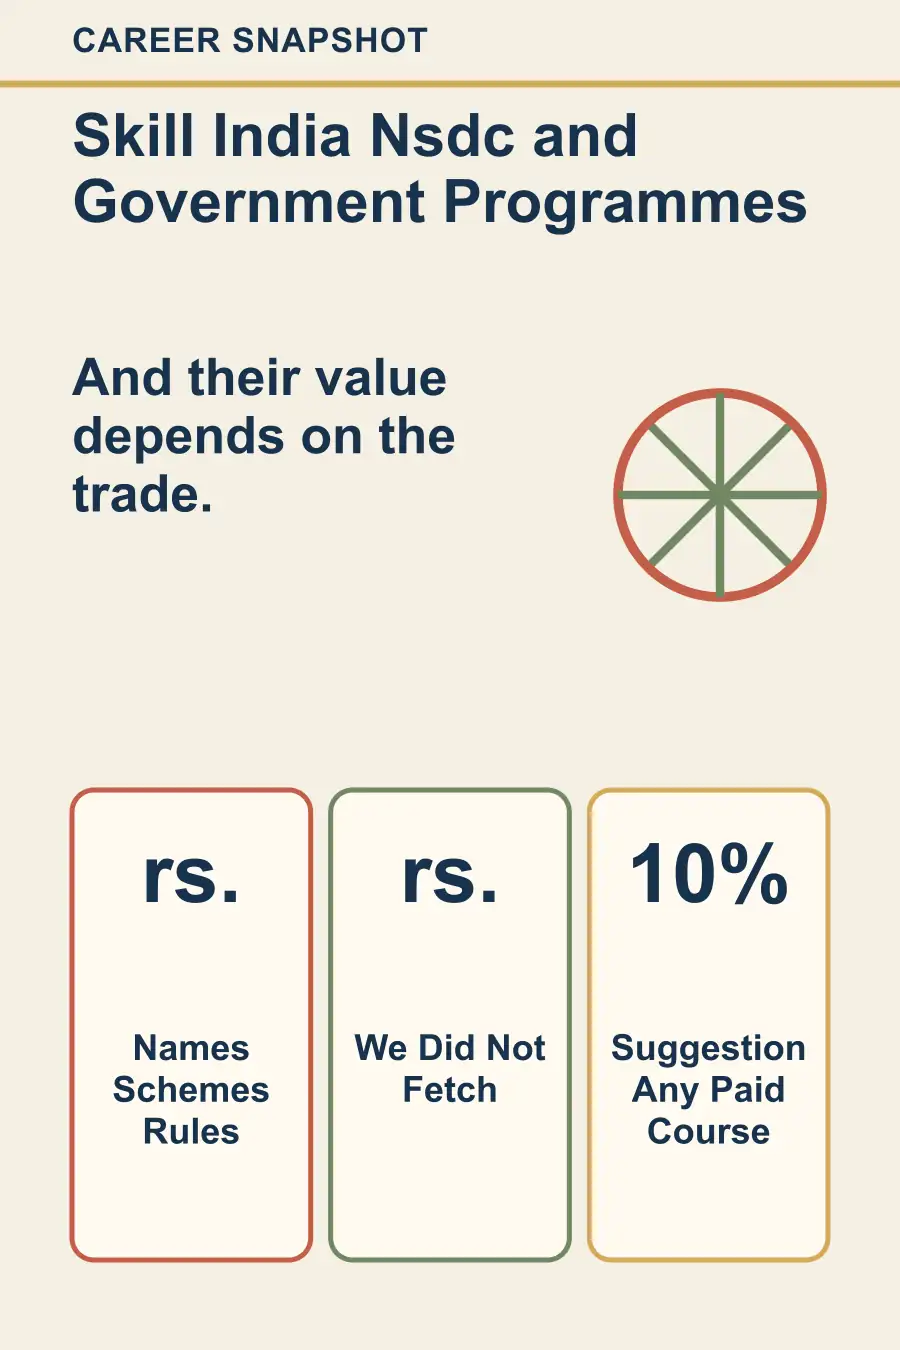 CAREER SNAPSHOT
Skill India Nsdc and
Government Programmes
And their value
depends on the
trade.
rs.
Names
Schemes
Rules
rs.
We Did Not
Fetch
10%
Suggestion
Any Paid
Course